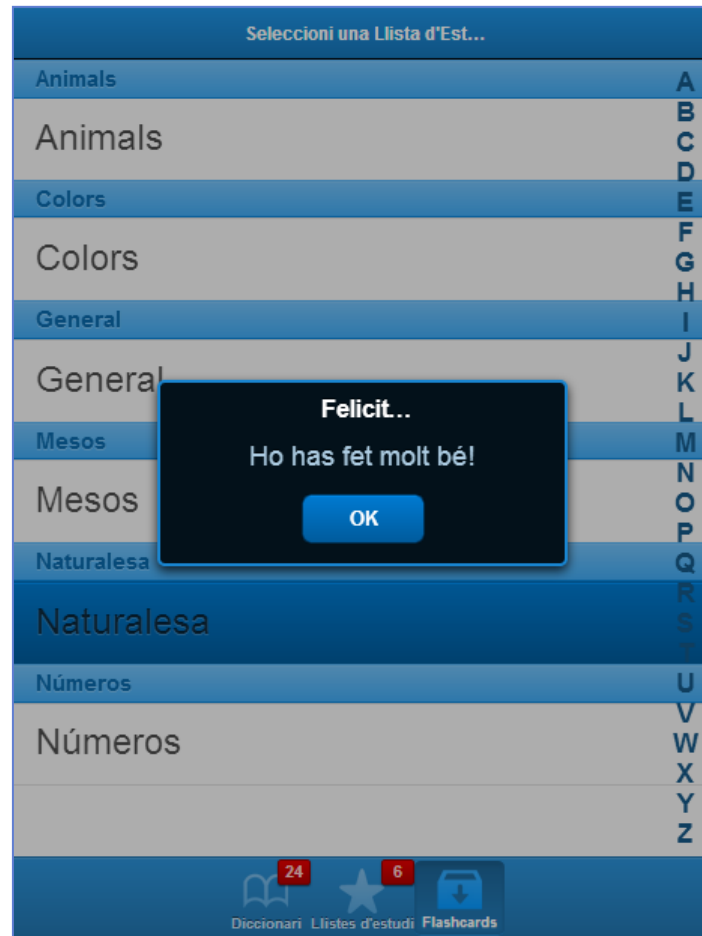 Seleccioni una Llista d'Est...
Animals
Animals
Colors
Colors
General
General
Mesos
Mesos
Naturalesa
Naturalesa
Números
Números
A
B
C
D
E
F
G
H
I
J
K
L
M
N
O
P
Q
R
S
T
U
V
W
X
Y
Z
Felicit...
Ho has fet molt bé!
OK
24
6
Diccionari Llistes d'estudi Flashcards